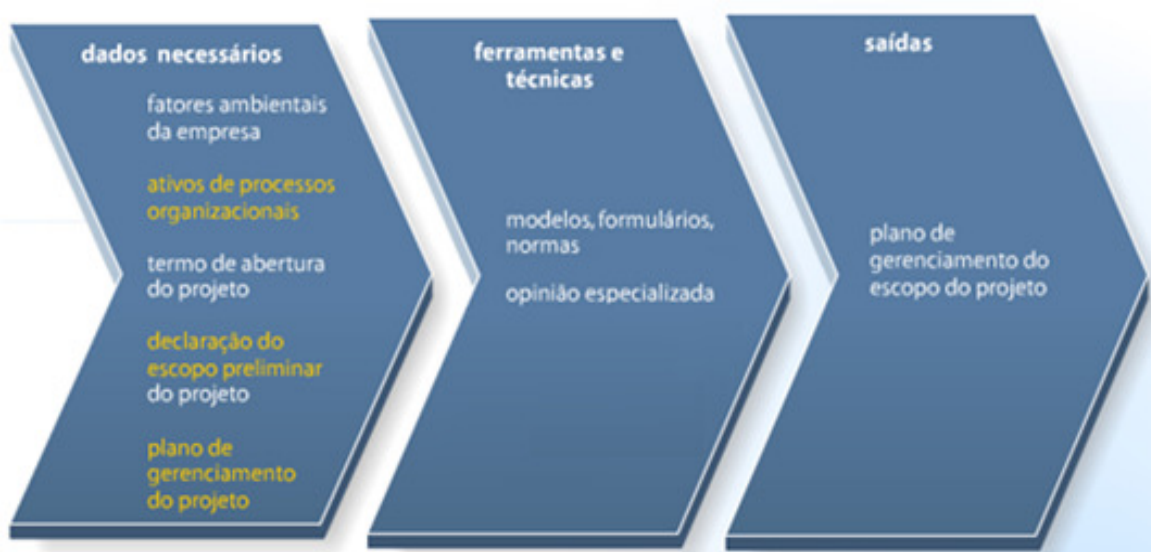 dados necessários
fatores ambientais
da empresa
ativos de processos
organizacionais
termo de abertura
do projeto
declaração do
escopo preliminar
do projeto
plano de
gerenciamento
do projeto
ferramentas e
técnicas
modelos, formulários,
normas
opinião especializada
saídas
plano de
gerenciamento do
escopo do projeto